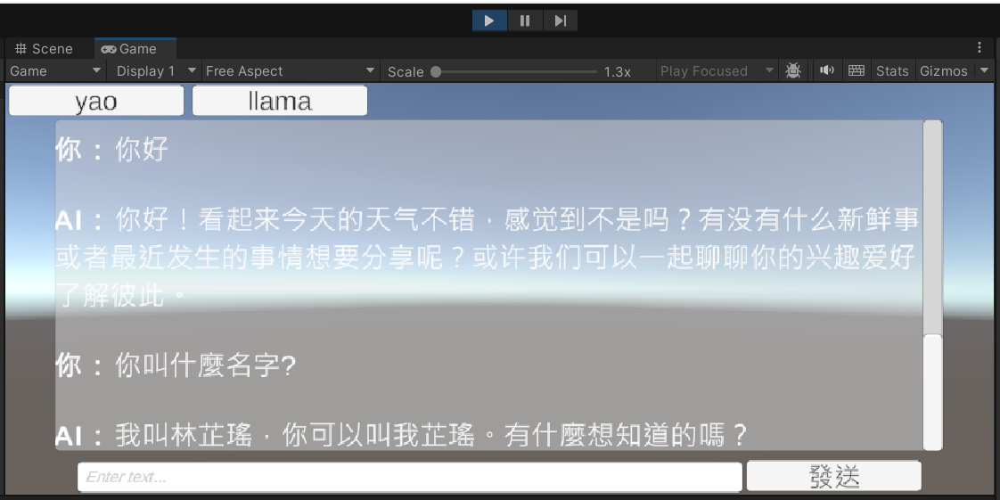 Scene Game
Game Display 1 Free Aspect Scale 1.3x Play Focused Stats Gizmos
yao llama
你：你好
AI：你好！看起来今天的天气不错，感觉到不是吗？有没有什么新鲜事
或者最近发生的事情想要分享呢？或许我们可以一起聊聊你的兴趣爱好
了解彼此。
你：你叫什麼名字?
AI：我叫林芷瑤，你可以叫我芷瑤。有什麼想知道的嗎？
Enter text... 發送